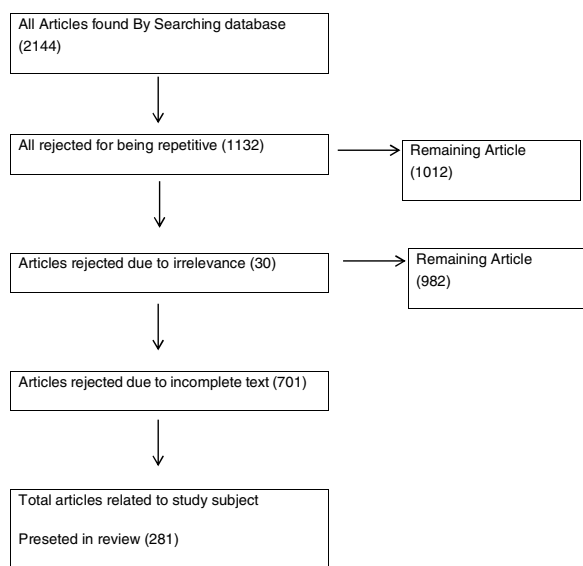 All Articles found By Searching database
(2144)
All rejected for being repetitive (1132)
Remaining Article
(1012)
Articles rejected due to irrelevance (30)
Remaining Article
(982)
Articles rejected due to incomplete text (701)
Total articles related to study subject
Preseted in review (281)